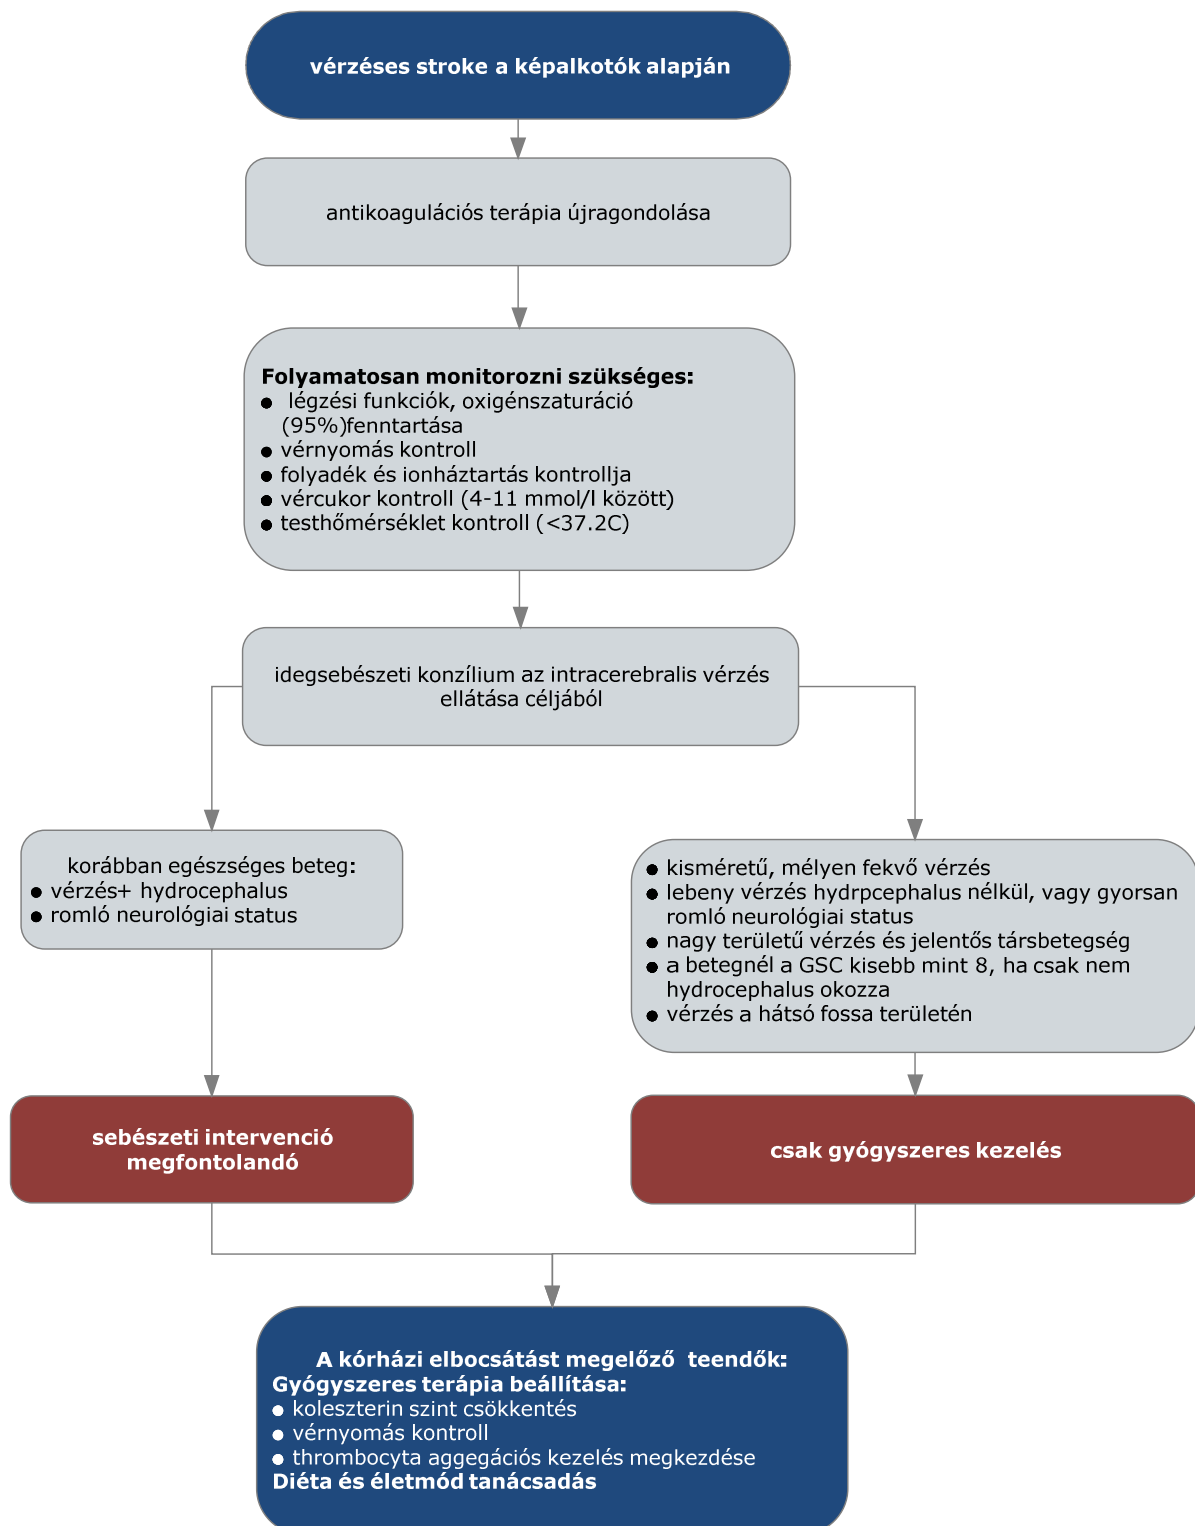 vérzéses stroke a képalkotók alapján
antikoagulációs terápia újragondolása
Folyamatosan monitorozni szükséges:
● légzési funkciók, oxigénszaturáció
(95%)fenntartása
● vérnyomás kontroll
● folyadék és ionháztartás kontrollja
● vércukor kontroll (4-11 mmol/l között)
● testhőmérséklet kontroll (<37.2C)
idegsebészeti konzílium az intracerebralis vérzés
ellátása céljából
korábban egészséges beteg:
● vérzés+ hydrocephalus
● romló neurológiai status
● kisméretű, mélyen fekvő vérzés
● lebeny vérzés hydrpcephalus nélkül, vagy gyorsan
romló neurológiai status
● nagy területű vérzés és jelentős társbetegség
● a betegnél a GSC kisebb mint 8, ha csak nem
hydrocephalus okozza
● vérzés a hátsó fossa területén
sebészeti intervenció
megfontolandó
csak gyógyszeres kezelés
A kórházi elbocsátást megelőző teendők:
Gyógyszeres terápia beállítása:
● koleszterin szint csökkentés
● vérnyomás kontroll
● thrombocyta aggegációs kezelés megkezdése
Diéta és életmód tanácsadás